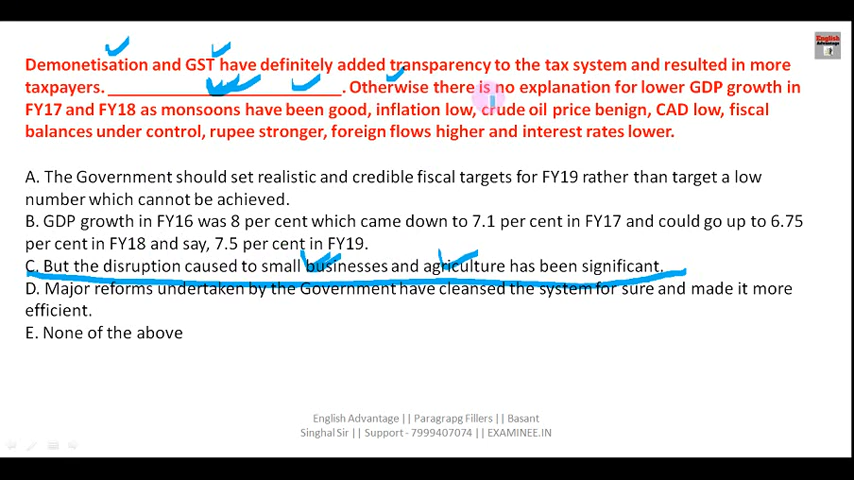 English
Advantage
Demonetisation and GST have definitely added transparency to the tax system and resulted in more
taxpayers. ______________________________. Otherwise there is no explanation for lower GDP growth in
FY17 and FY18 as monsoons have been good, inflation low, crude oil price benign, CAD low, fiscal
balances under control, rupee stronger, foreign flows higher and interest rates lower.
A. The Government should set realistic and credible fiscal targets for FY19 rather than target a low
number which cannot be achieved.
B. GDP growth in FY16 was 8 per cent which came down to 7.1 per cent in FY17 and could go up to 6.75
per cent in FY18 and say, 7.5 per cent in FY19.
C. But the disruption caused to small businesses and agriculture has been significant.
D. Major reforms undertaken by the Government have cleansed the system for sure and made it more
efficient.
E. None of the above
English Advantage || Paragrapg Fillers || Basant
Singhal Sir || Support - 7999407074 || EXAMINEE.IN